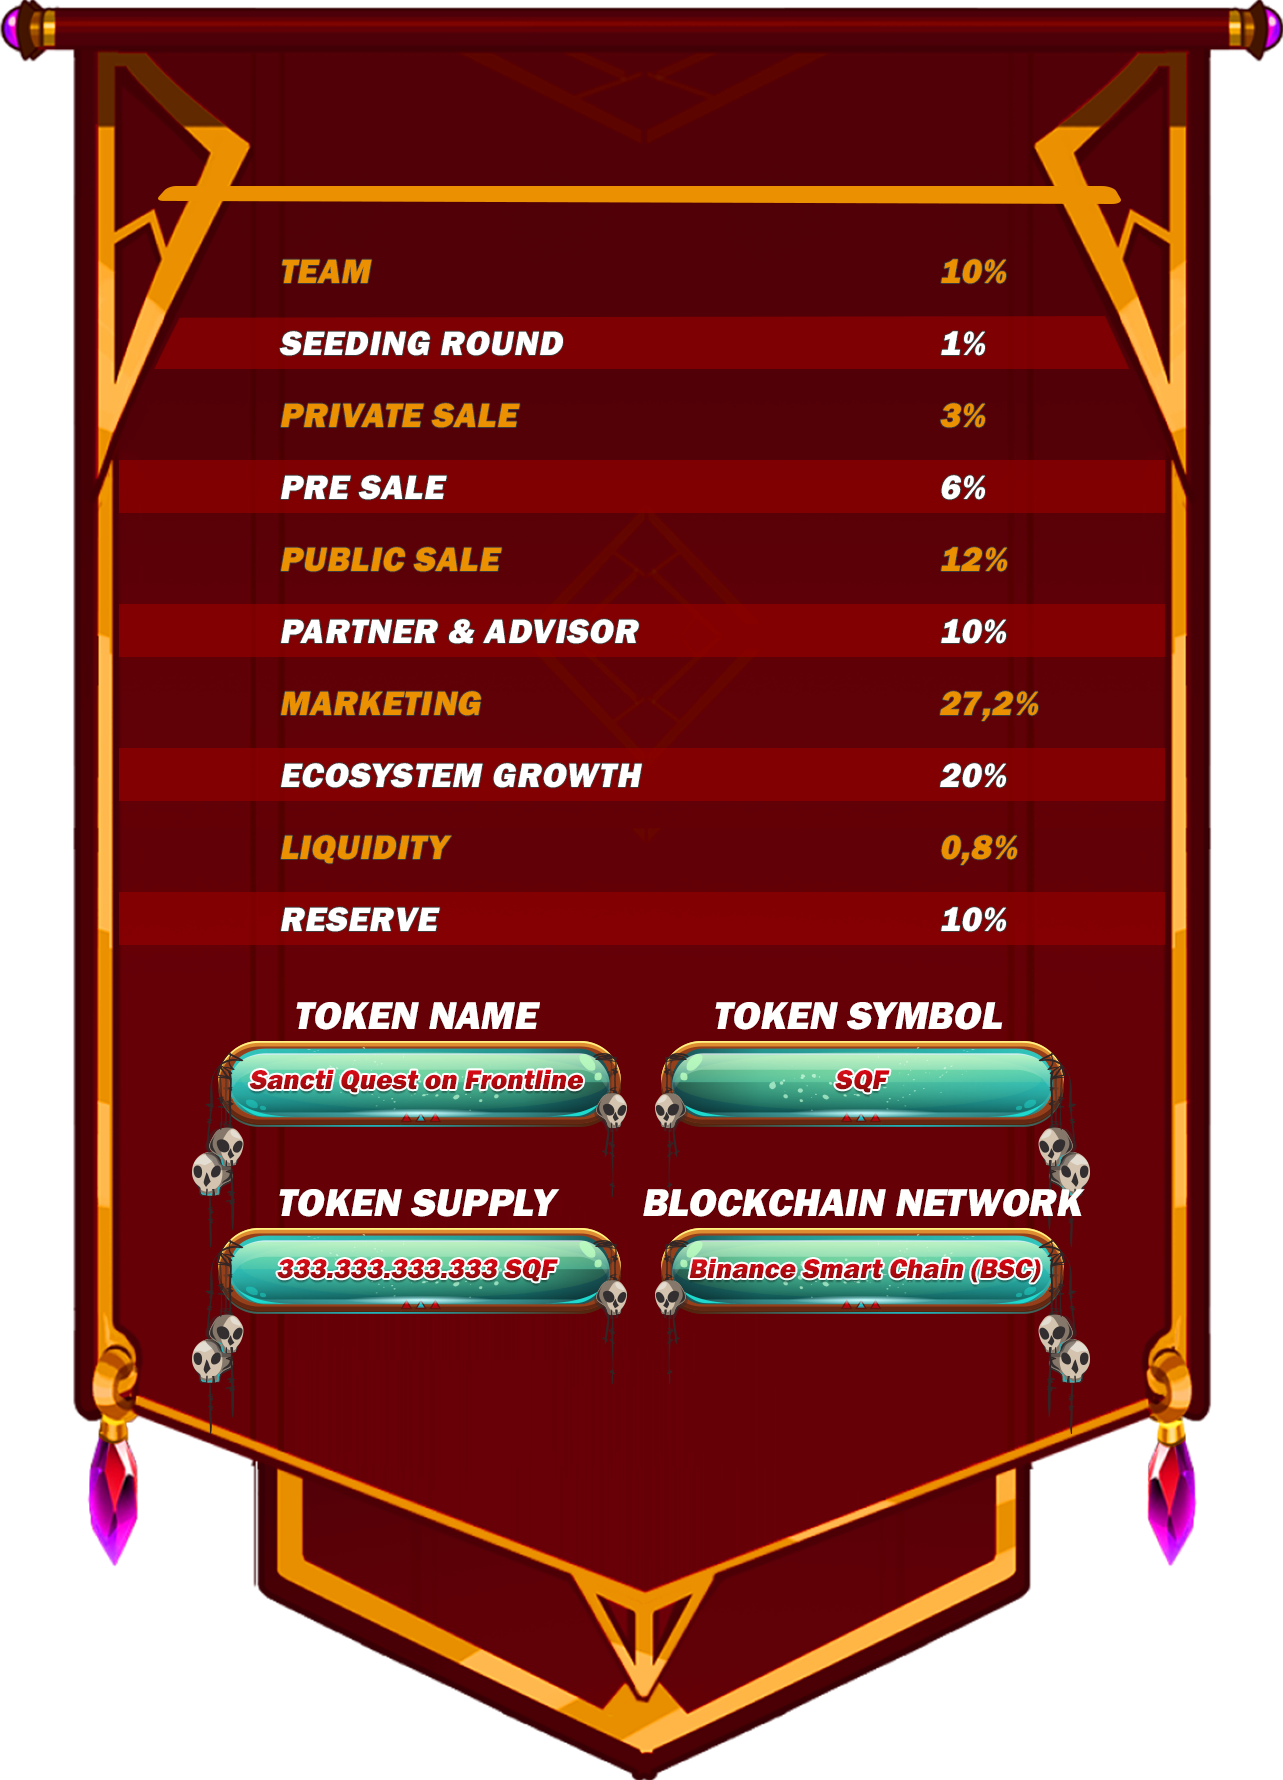 TEAM 10%
SEEDING ROUND 1%
PRIVATE SALE 3%
PRE SALE 6%
PUBLIC SALE 12%
PARTNER & ADVISOR 10%
MARKETING 27,2%
ECOSYSTEM GROWTH 20%
LIQUIDITY 0,8%
RESERVE 10%
TOKEN NAME
Sancti Quest on Frontline
TOKEN SYMBOL
SQF
TOKEN SUPPLY
333.333.333.333 SQF
BLOCKCHAIN NETWORK
Binance Smart Chain (BSC)